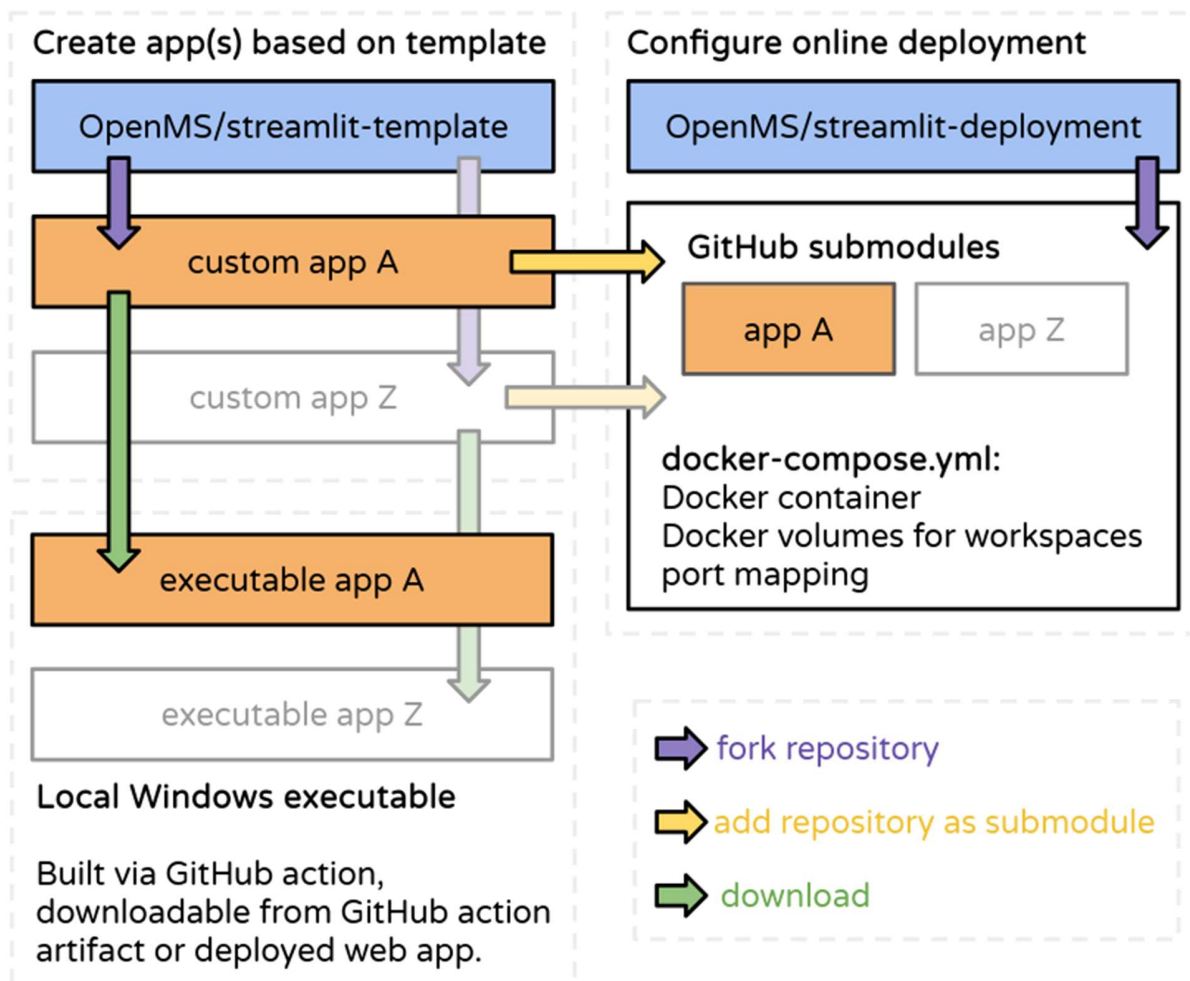 Create app(s) based on template
OpenMS/streamlit-template
custom app A
custom app Z
executable app A
executable app Z
Local Windows executable
Built via GitHub action,
downloadable from GitHub action
artifact or deployed web app.
Configure online deployment
OpenMS/streamlit-deployment
GitHub submodules
app A
app Z
docker-compose.yml:
Docker container
Docker volumes for workspaces
port mapping
fork repository
add repository as submodule
download